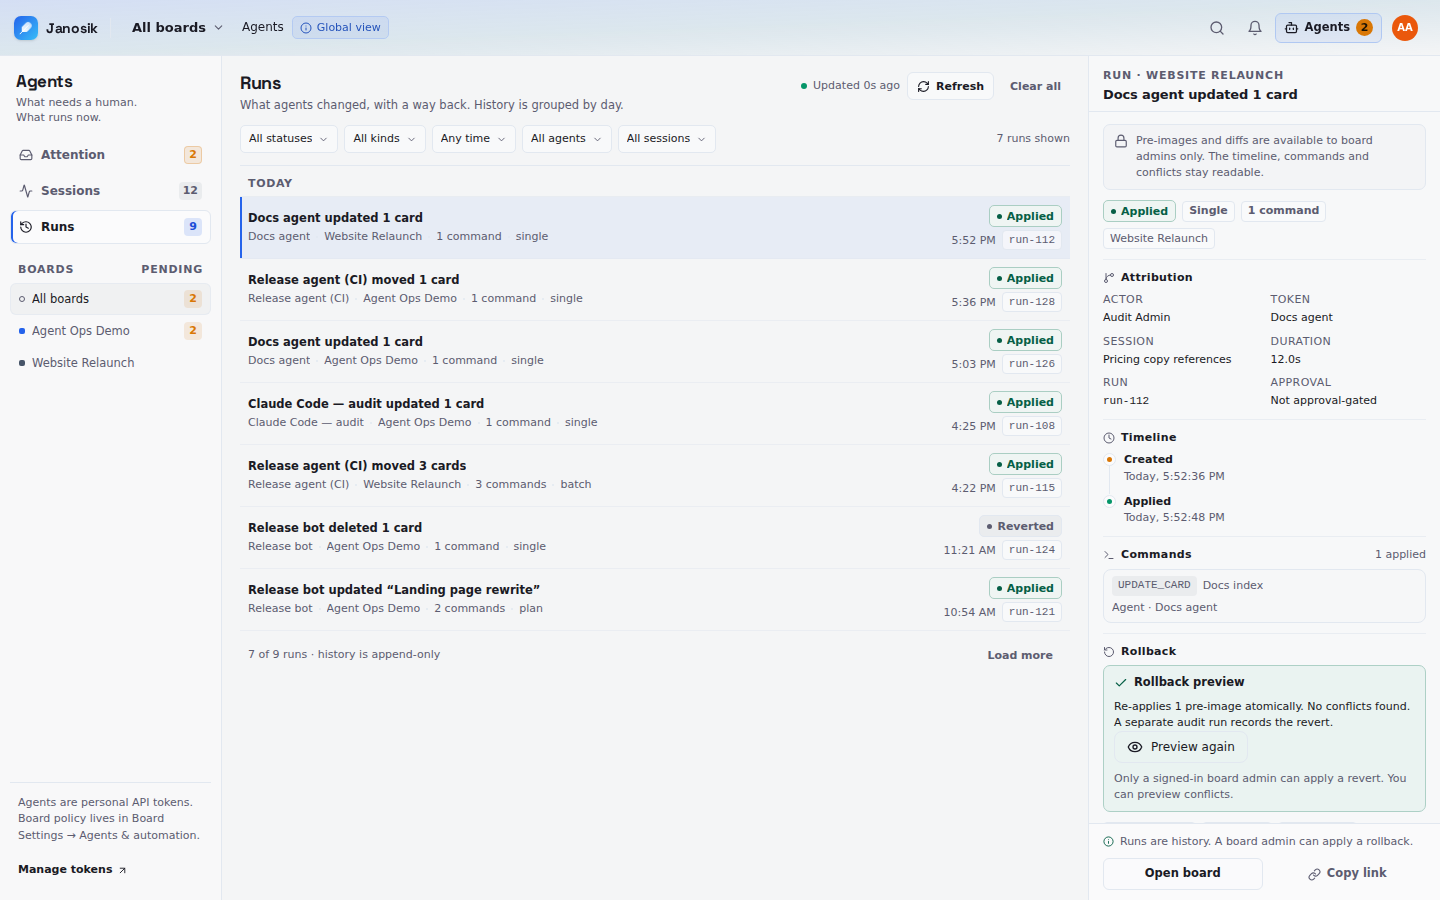 Janosik
All boards
Agents
Global view
Agents 2
AA
Agents
What needs a human.
What runs now.
Attention 2
Sessions 12
Runs 9
BOARDS PENDING
All boards 2
Agent Ops Demo 2
Website Relaunch
Agents are personal API tokens.
Board policy lives in Board
Settings → Agents & automation.
Manage tokens ↗
Runs
What agents changed, with a way back. History is grouped by day.
Updated 0s ago
Refresh
Clear all
All statuses
All kinds
Any time
All agents
All sessions
7 runs shown
TODAY
Docs agent updated 1 card
Applied
Docs agent · Website Relaunch · 1 command · single
5:52 PM run-112
Release agent (CI) moved 1 card
Applied
Release agent (CI) · Agent Ops Demo · 1 command · single
5:36 PM run-128
Docs agent updated 1 card
Applied
Docs agent · Agent Ops Demo · 1 command · single
5:03 PM run-126
Claude Code — audit updated 1 card
Applied
Claude Code — audit · Agent Ops Demo · 1 command · single
4:25 PM run-108
Release agent (CI) moved 3 cards
Applied
Release agent (CI) · Website Relaunch · 3 commands · batch
4:22 PM run-115
Release bot deleted 1 card
Reverted
Release bot · Agent Ops Demo · 1 command · single
11:21 AM run-124
Release bot updated “Landing page rewrite”
Applied
Release bot · Agent Ops Demo · 2 commands · plan
10:54 AM run-121
7 of 9 runs · history is append-only
Load more
RUN · WEBSITE RELAUNCH
Docs agent updated 1 card
Pre-images and diffs are available to board
admins only. The timeline, commands and
conflicts stay readable.
Applied
Single
1 command
Website Relaunch
Attribution
ACTOR TOKEN
Audit Admin Docs agent
SESSION DURATION
Pricing copy references 12.0s
RUN APPROVAL
run-112 Not approval-gated
Timeline
Created
Today, 5:52:36 PM
Applied
Today, 5:52:48 PM
Commands 1 applied
UPDATE_CARD Docs index
Agent · Docs agent
Rollback
Rollback preview
Re-applies 1 pre-image atomically. No conflicts found.
A separate audit run records the revert.
Preview again
Only a signed-in board admin can apply a revert. You
can preview conflicts.
Runs are history. A board admin can apply a rollback.
Open board
Copy link